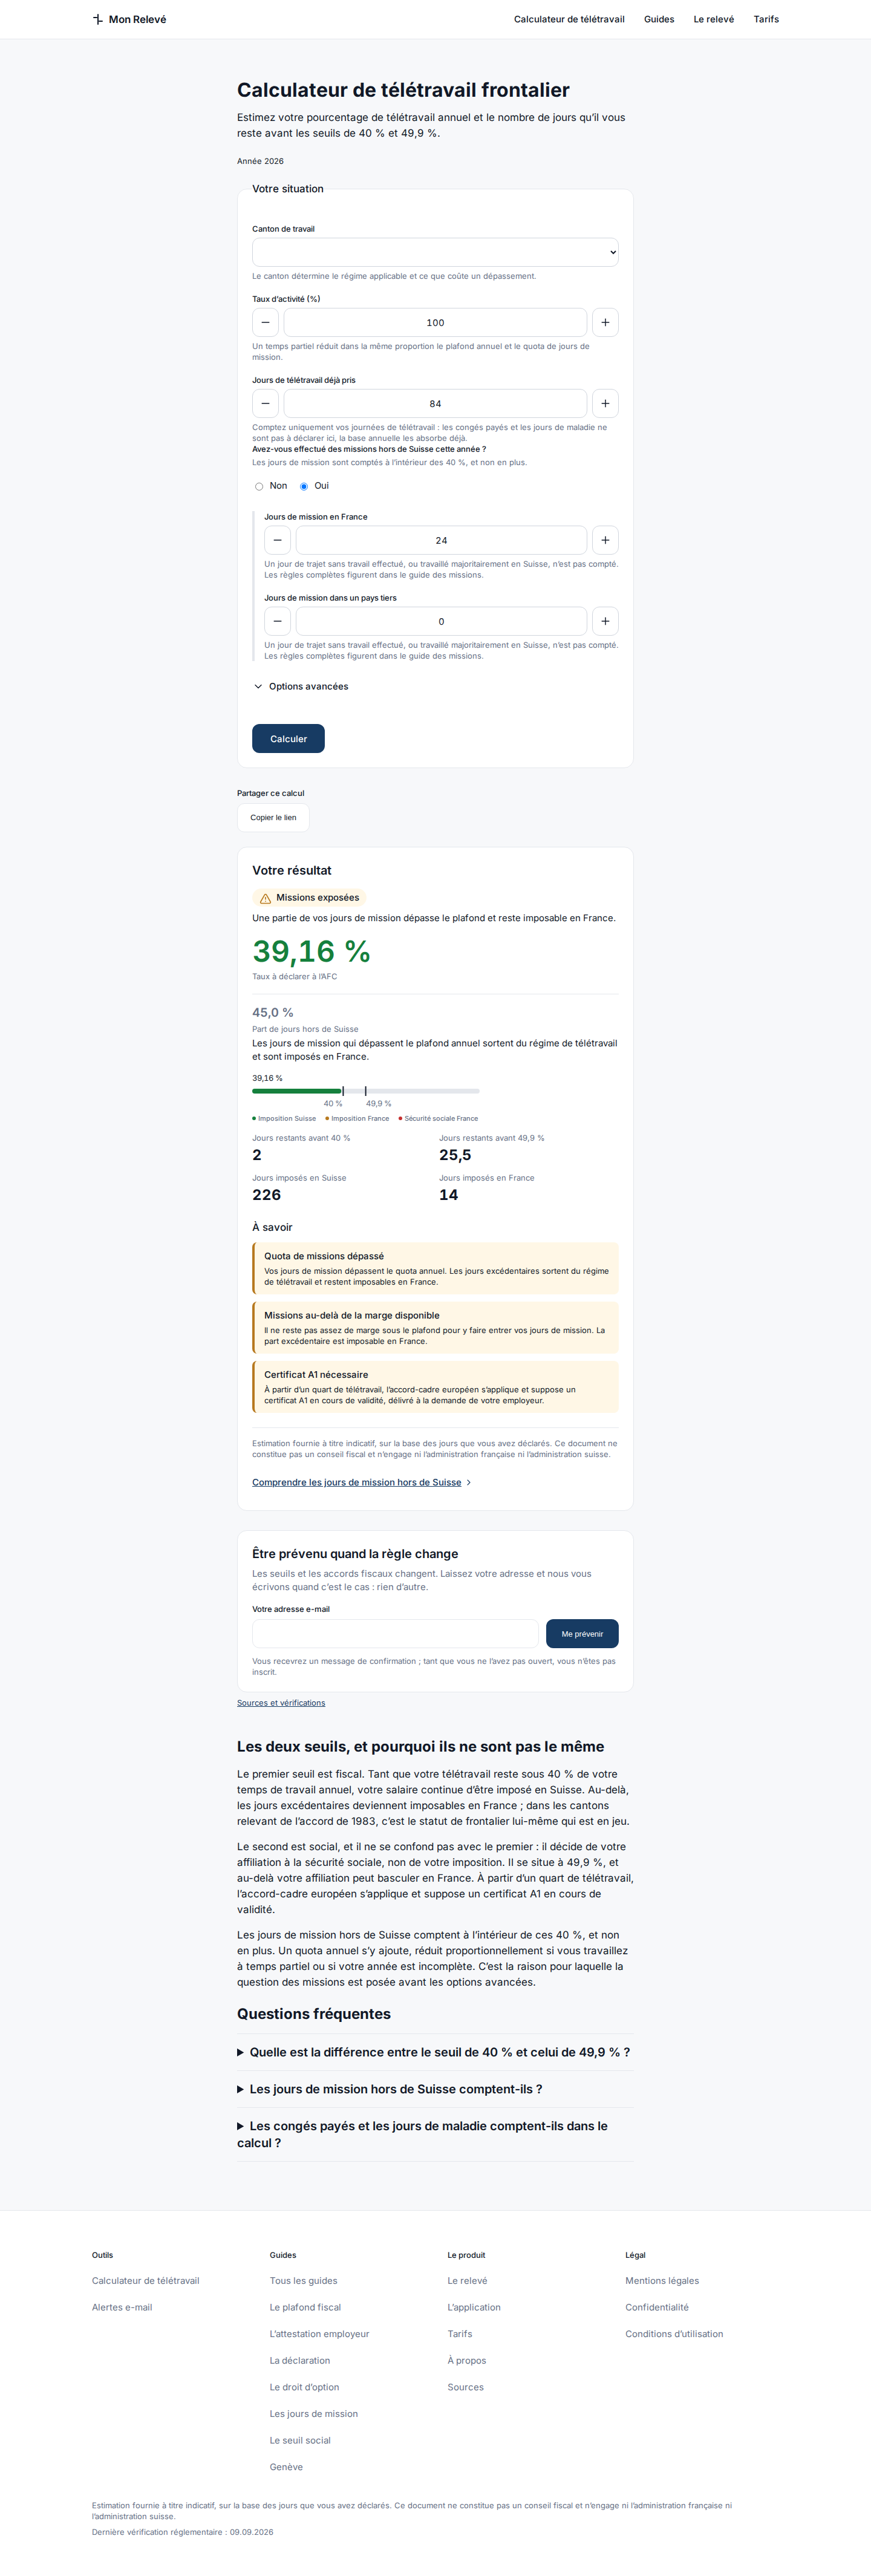 Mon Relevé
Calculateur de télétravail
Guides
Le relevé
Tarifs
Calculateur de télétravail frontalier
Estimez votre pourcentage de télétravail annuel et le nombre de jours qu’il vous
reste avant les seuils de 40 % et 49,9 %.
Année 2026
Votre situation
Canton de travail
Le canton détermine le régime applicable et ce que coûte un dépassement.
Taux d’activité (%)
100
Un temps partiel réduit dans la même proportion le plafond annuel et le quota de jours de
mission.
Jours de télétravail déjà pris
84
Comptez uniquement vos journées de télétravail : les congés payés et les jours de maladie ne
sont pas à déclarer ici, la base annuelle les absorbe déjà.
Avez-vous effectué des missions hors de Suisse cette année ?
Les jours de mission sont comptés à l’intérieur des 40 %, et non en plus.
Non
Oui
Jours de mission en France
24
Un jour de trajet sans travail effectué, ou travaillé majoritairement en Suisse, n’est pas compté.
Les règles complètes figurent dans le guide des missions.
Jours de mission dans un pays tiers
0
Un jour de trajet sans travail effectué, ou travaillé majoritairement en Suisse, n’est pas compté.
Les règles complètes figurent dans le guide des missions.
Options avancées
Calculer
Partager ce calcul
Copier le lien
Votre résultat
Missions exposées
Une partie de vos jours de mission dépasse le plafond et reste imposable en France.
39,16 %
Taux à déclarer à l’AFC
45,0 %
Part de jours hors de Suisse
Les jours de mission qui dépassent le plafond annuel sortent du régime de télétravail
et sont imposés en France.
39,16 %
40 %
49,9 %
Imposition Suisse
Imposition France
Sécurité sociale France
Jours restants avant 40 %
2
Jours restants avant 49,9 %
25,5
Jours imposés en Suisse
226
Jours imposés en France
14
À savoir
Quota de missions dépassé
Vos jours de mission dépassent le quota annuel. Les jours excédentaires sortent du régime
de télétravail et restent imposables en France.
Missions au-delà de la marge disponible
Il ne reste pas assez de marge sous le plafond pour y faire entrer vos jours de mission. La
part excédentaire est imposable en France.
Certificat A1 nécessaire
À partir d’un quart de télétravail, l’accord-cadre européen s’applique et suppose un
certificat A1 en cours de validité, délivré à la demande de votre employeur.
Estimation fournie à titre indicatif, sur la base des jours que vous avez déclarés. Ce document ne
constitue pas un conseil fiscal et n’engage ni l’administration française ni l’administration suisse.
Comprendre les jours de mission hors de Suisse
Être prévenu quand la règle change
Les seuils et les accords fiscaux changent. Laissez votre adresse et nous vous
écrivons quand c’est le cas : rien d’autre.
Votre adresse e-mail
Me prévenir
Vous recevrez un message de confirmation ; tant que vous ne l’avez pas ouvert, vous n’êtes pas
inscrit.
Sources et vérifications
Les deux seuils, et pourquoi ils ne sont pas le même
Le premier seuil est fiscal. Tant que votre télétravail reste sous 40 % de votre
temps de travail annuel, votre salaire continue d’être imposé en Suisse. Au-delà,
les jours excédentaires deviennent imposables en France ; dans les cantons
relevant de l’accord de 1983, c’est le statut de frontalier lui-même qui est en jeu.
Le second est social, et il ne se confond pas avec le premier : il décide de votre
affiliation à la sécurité sociale, non de votre imposition. Il se situe à 49,9 %, et
au-delà votre affiliation peut basculer en France. À partir d’un quart de télétravail,
l’accord-cadre européen s’applique et suppose un certificat A1 en cours de
validité.
Les jours de mission hors de Suisse comptent à l’intérieur de ces 40 %, et non
en plus. Un quota annuel s’y ajoute, réduit proportionnellement si vous travaillez
à temps partiel ou si votre année est incomplète. C’est la raison pour laquelle la
question des missions est posée avant les options avancées.
Questions fréquentes
Quelle est la différence entre le seuil de 40 % et celui de 49,9 % ?
Les jours de mission hors de Suisse comptent-ils ?
Les congés payés et les jours de maladie comptent-ils dans le
calcul ?
Outils
Calculateur de télétravail
Alertes e-mail
Guides
Tous les guides
Le plafond fiscal
L’attestation employeur
La déclaration
Le droit d’option
Les jours de mission
Le seuil social
Genève
Le produit
Le relevé
L’application
Tarifs
À propos
Sources
Légal
Mentions légales
Confidentialité
Conditions d’utilisation
Estimation fournie à titre indicatif, sur la base des jours que vous avez déclarés. Ce document ne constitue pas un conseil fiscal et n’engage ni l’administration française ni
l’administration suisse.
Dernière vérification réglementaire : 09.09.2026